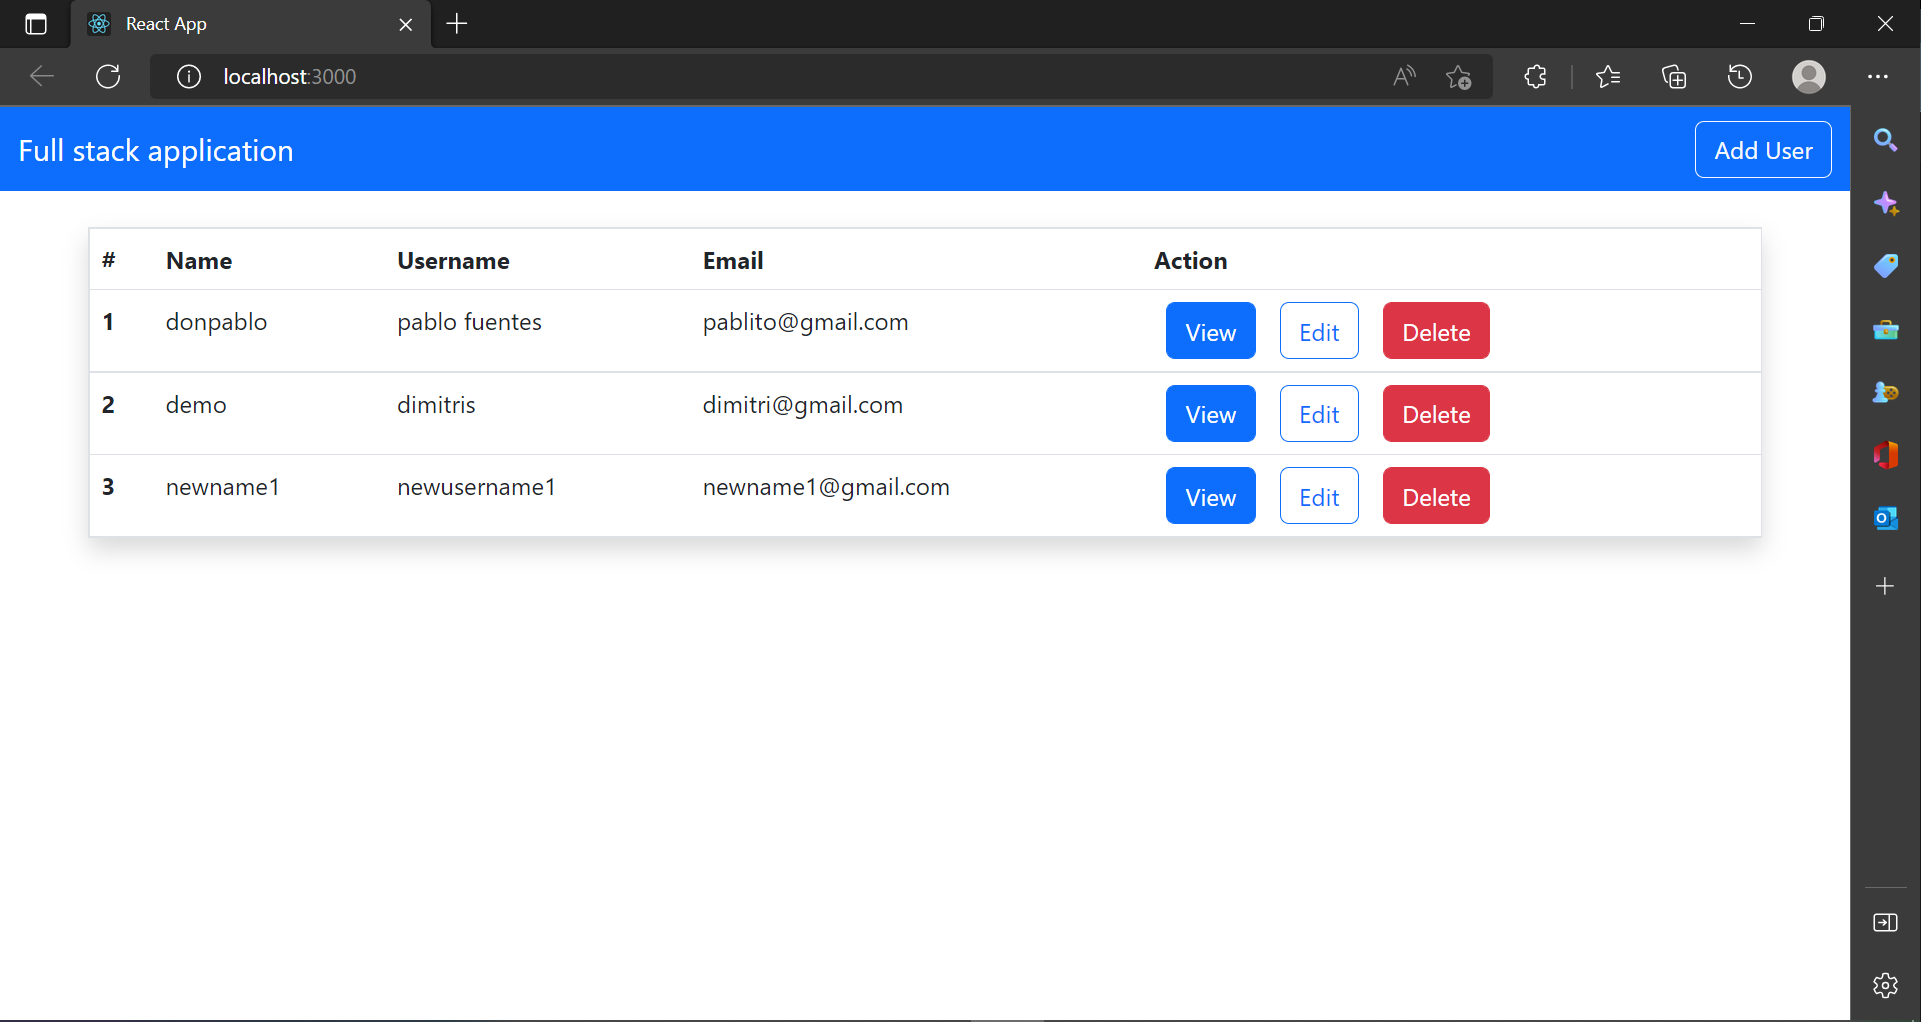 React App
localhost:3000
Full stack application Add User
# Name Username Email Action
1 donpablo pablo fuentes pablito@gmail.com View Edit Delete
2 demo dimitris dimitri@gmail.com View Edit Delete
3 newname1 newusername1 newname1@gmail.com View Edit Delete